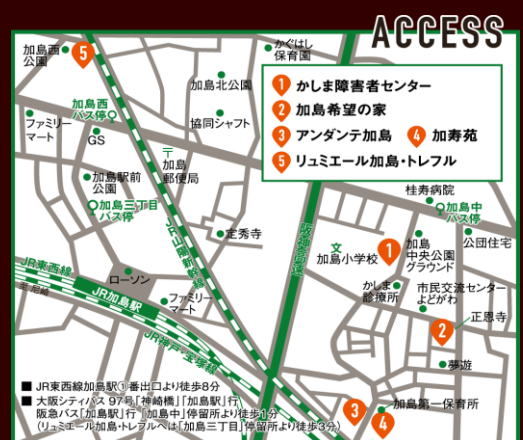 ACCESS
加島西
公園
5
かぐはし
保育園
1 かしま障害者センター
2 加島希望の家
3 アンダンテ加島 4 加寿苑
5 リュミエール加島・トレフル
加島北公園
加島西
バス停
ファミリー
マート
GS
協同シャフト
加島
郵便局
加島駅前
公園
加島三丁目
バス停
JR山陽新幹線
阪神高速
定秀寺
桂寿病院
加島中
バス停
文
加島小学校
1
加島
中央公園
グラウンド
公団住宅
JR東西線
至 尼崎
ローソン
JR加島駅
ファミリー
マート
JR神戸・宝塚線
かしま
診療所
市民交流センター
よどがわ
正恩寺
2
夢遊
加島第一保育所
3
4
■ JR東西線加島駅①番出口より徒歩8分
■ 大阪シティバス 97号「神崎橋」「加島駅」行
阪急バス「加島駅」行 「加島中」停留所より徒歩1分
(リュミエール加島・トレフルへは「加島三丁目」停留所より徒歩3分)